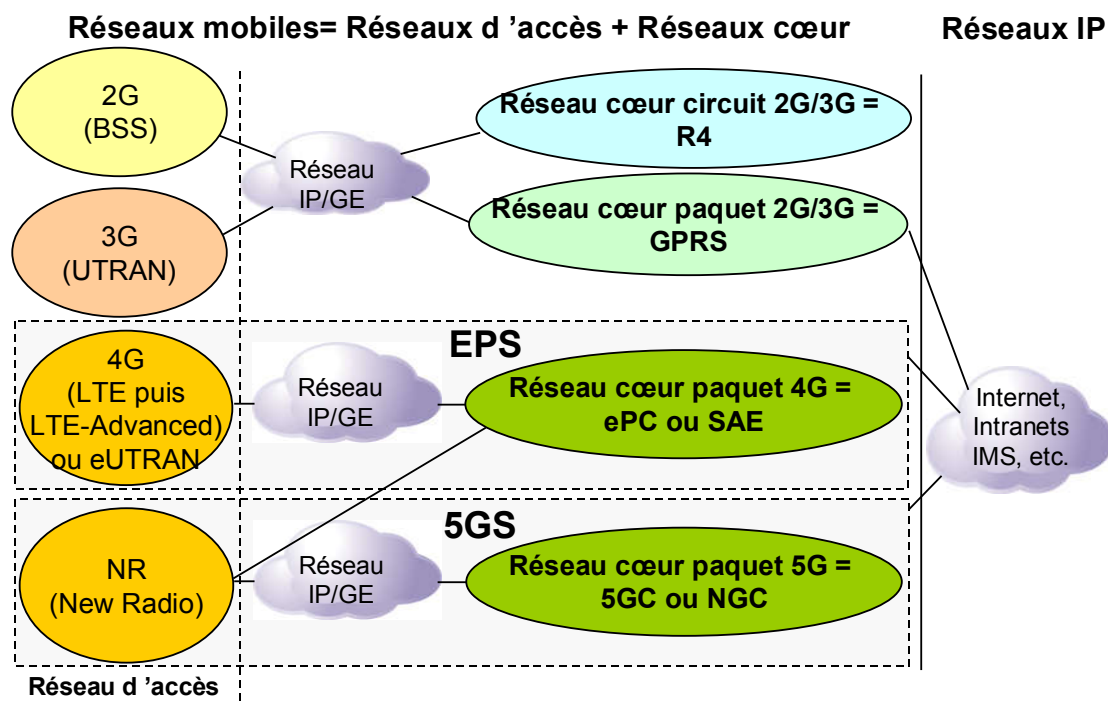 Réseaux mobiles= Réseaux d ’accès + Réseaux cœur
Réseaux IP
2G
(BSS)
Réseau
IP/GE
Réseau cœur circuit 2G/3G =
R4
3G
(UTRAN)
Réseau cœur paquet 2G/3G =
GPRS
EPS
4G
(LTE puis
LTE-Advanced)
ou eUTRAN
Réseau
IP/GE
Réseau cœur paquet 4G =
ePC ou SAE
Internet,
Intranets
IMS, etc.
5GS
NR
(New Radio)
Réseau
IP/GE
Réseau cœur paquet 5G =
5GC ou NGC
Réseau d ’accès